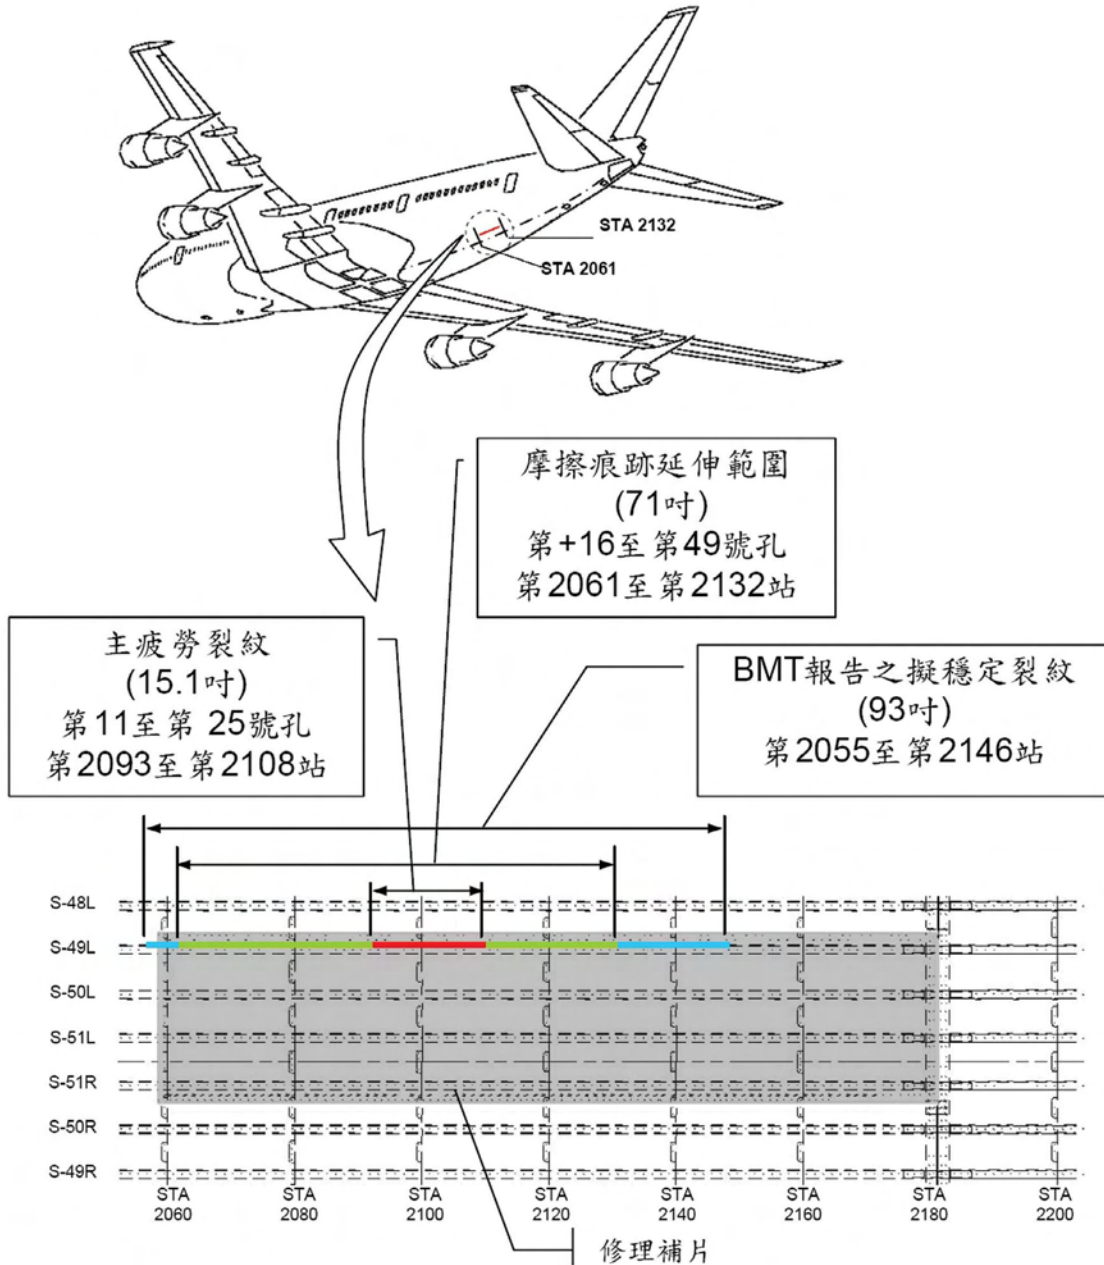 STA 2132
STA 2061
摩擦痕跡延伸範圍
(71吋)
第+16至第49號孔
第2061至第2132站
主疲勞裂紋
(15.1吋)
第11至第 25號孔
第2093至第2108站
BMT報告之擬穩定裂紋
(93吋)
第2055至第2146站
S-48L
S-49L
S-50L
S-51L
S-51R
S-50R
S-49R
STA
2060
STA
2080
STA
2100
STA
2120
STA
2140
STA
2160
STA
2180
STA
2200
修理補片